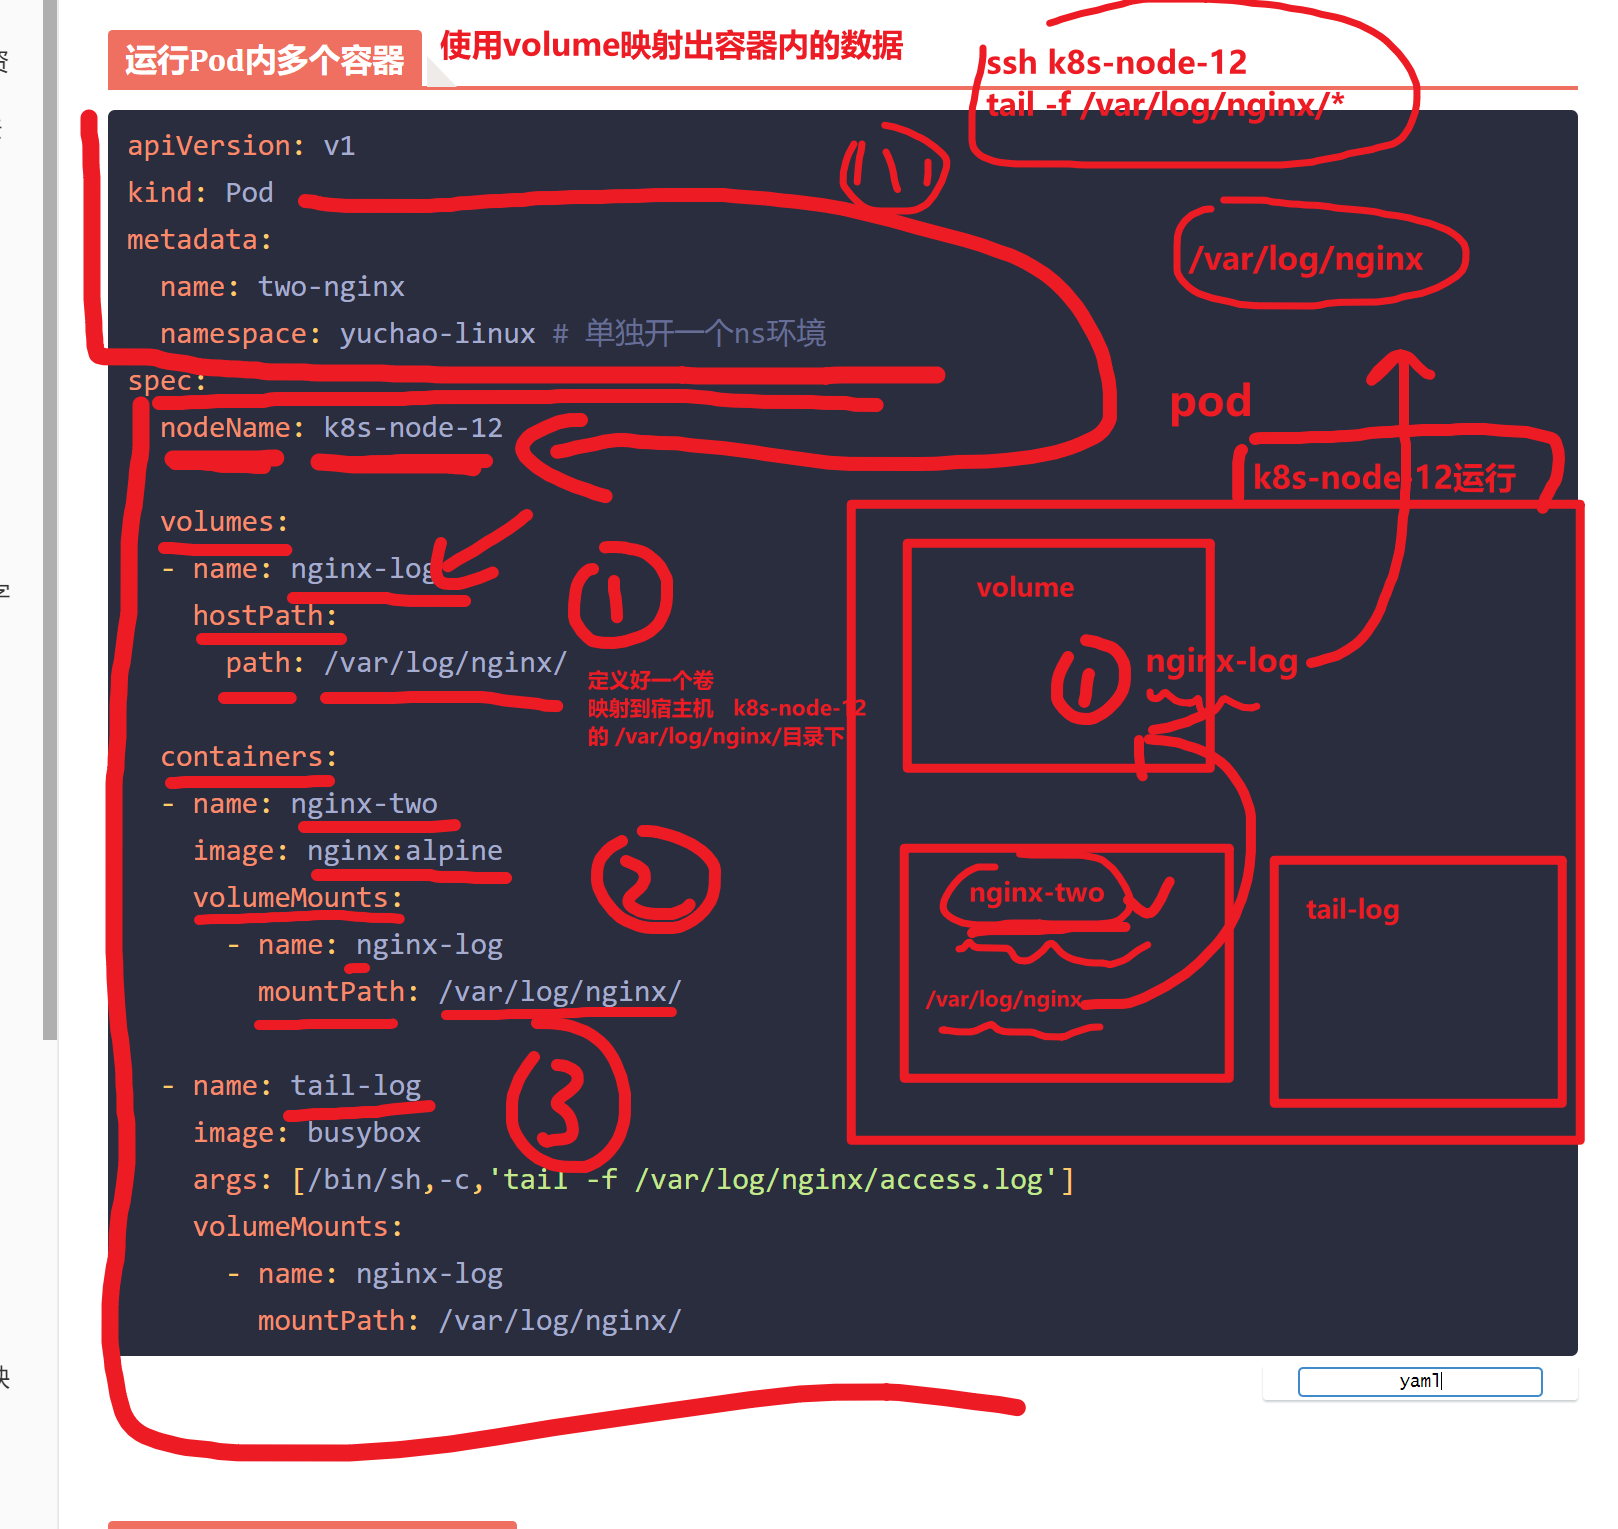 运行Pod内多个容器
使用volume映射出容器内的数据
ssh k8s-node-12
tail -f /var/log/nginx/*
apiVersion: v1
kind: Pod
metadata:
name: two-nginx
namespace: yuchao-linux # 单独开一个ns环境
/var/log/nginx
spec:
nodeName: k8s-node-12
pod
k8s-node-12运行
volumes:
- name: nginx-log
hostPath:
path: /var/log/nginx/
1
定义好一个卷
映射到宿主机 k8s-node-12
的 /var/log/nginx/目录下
volume
1
nginx-log
containers:
- name: nginx-two
image: nginx:alpine
volumeMounts:
- name: nginx-log
mountPath: /var/log/nginx/
2
nginx-two
/var/log/nginx
tail-log
- name: tail-log
image: busybox
args: [/bin/sh,-c,'tail -f /var/log/nginx/access.log']
volumeMounts:
- name: nginx-log
mountPath: /var/log/nginx/
3
yaml